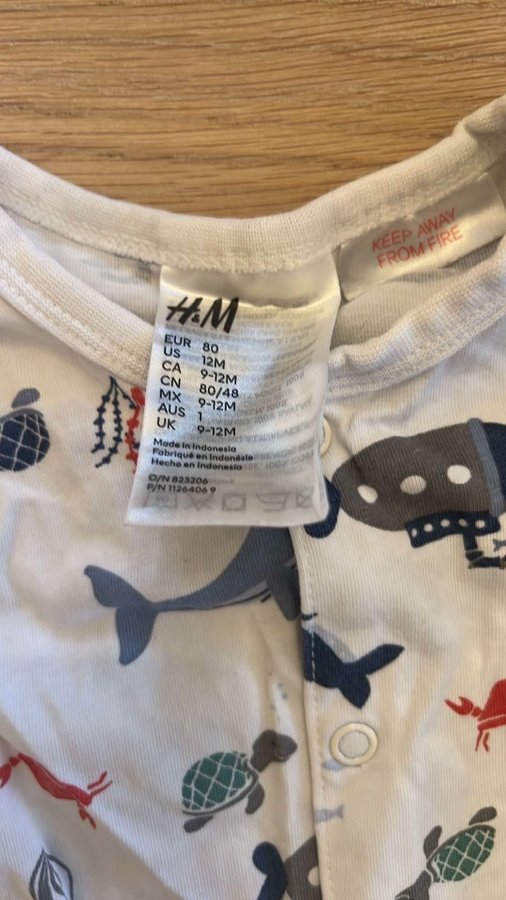 KEEP AWAY
FROM FIRE
H&M
EUR 80
US 12M
CA 9-12M
CN 80/48
MX 9-12M
AUS 1
UK 9-12M
Made in Indonesia
Fabriqué en Indonésie
Hecho en Indonesia
O/N 823206
P/N 1126406 9